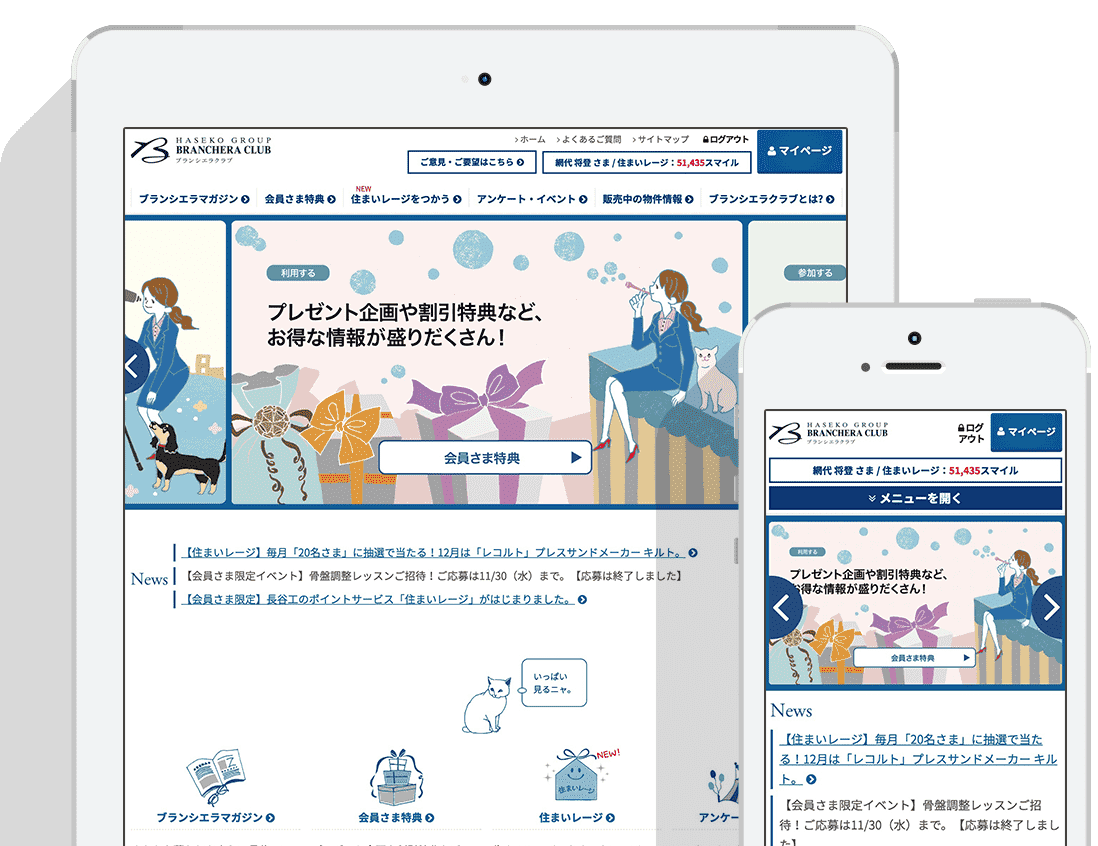 HASEKO GROUP
BRANCHERA CLUB
ブランシエラクラブ
ホーム よくあるご質問 サイトマップ ログアウト
マイページ
ご意見・ご要望はこちら
網代 将登 さま / 住まいレージ：51,435スマイル
ブランシエラマガジン 会員さま特典 NEW 住まいレージをつかう アンケート・イベント 販売中の物件情報 ブランシエラクラブとは?
利用する
参加する
プレゼント企画や割引特典など、
お得な情報が盛りだくさん！
会員さま特典
News
【住まいレージ】毎月「20名さま」に抽選で当たる！12月は「レコルト」プレスサンドメーカー キルト。
【会員さま限定イベント】骨盤調整レッスンご招待！ご応募は11/30（水）まで。【応募は終了しました】
【会員さま限定】長谷工のポイントサービス「住まいレージ」がはじまりました。
いっぱい
見るニャ。
NEW!
住まいレージ
ブランシエラマガジン 会員さま特典 住まいレージ アンケー
HASEKO GROUP
BRANCHERA CLUB
ブランシエラクラブ
ログ
アウト
マイページ
網代 将登 さま / 住まいレージ：51,435スマイル
メニューを開く
利用する
プレゼント企画や割引特典など、
お得な情報が盛りだくさん！
会員さま特典
News
【住まいレージ】毎月「20名さま」に抽選で当た
る！12月は「レコルト」プレスサンドメーカー キル
ト。
【会員さま限定イベント】骨盤調整レッスンご招
待！ご応募は11/30（水）まで。【応募は終了しまし
た】